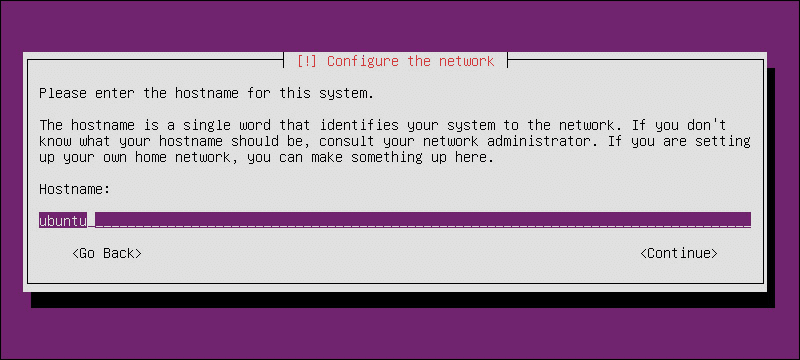 [!] Configure the network
Please enter the hostname for this system.
The hostname is a single word that identifies your system to the network. If you don't
know what your hostname should be, consult your network administrator. If you are setting
up your own home network, you can make something up here.
Hostname:
ubuntu
<Go Back> <Continue>